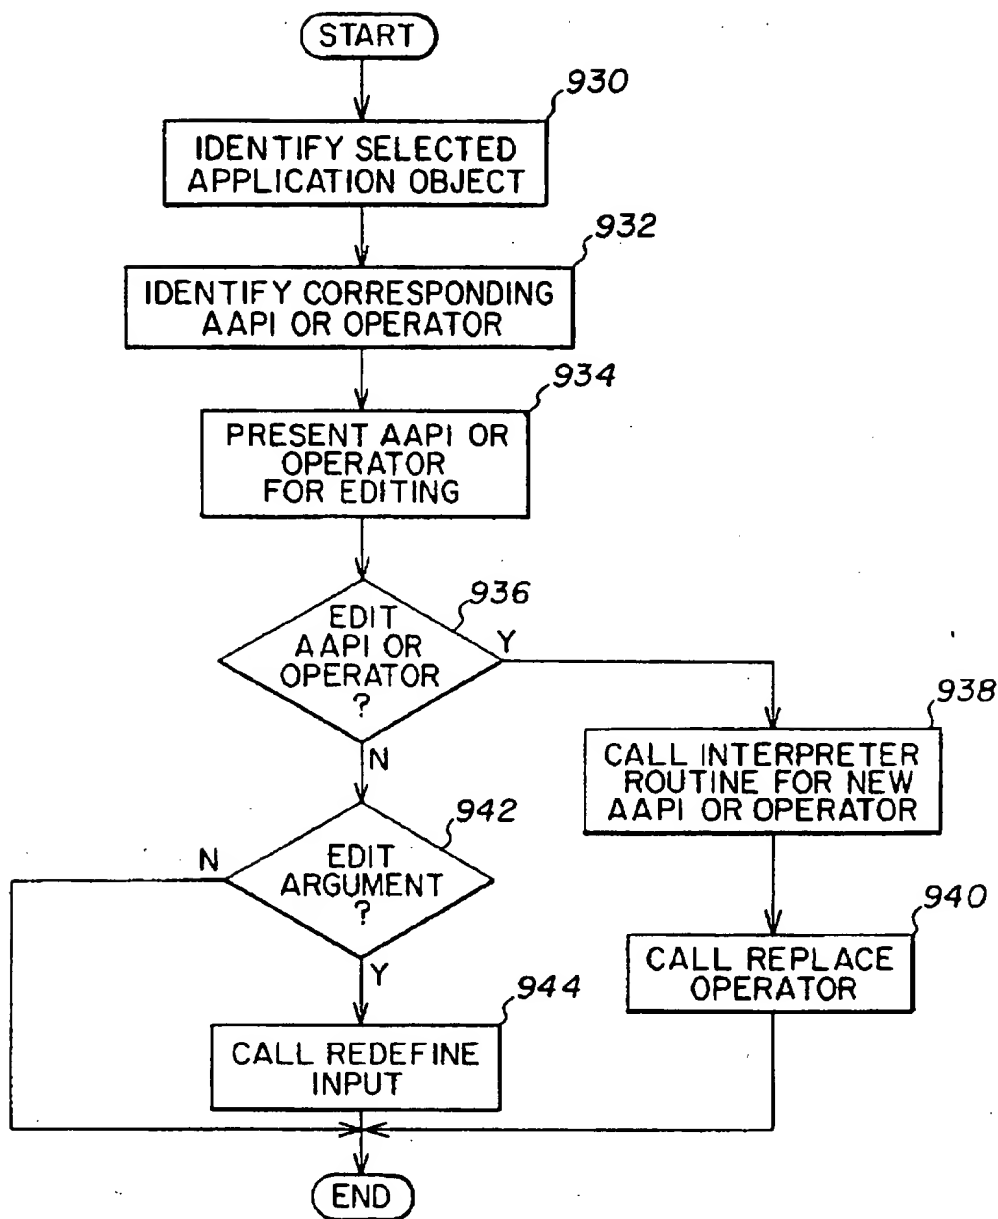 START
930
IDENTIFY SELECTED
APPLICATION OBJECT
932
IDENTIFY CORRESPONDING
AAPI OR OPERATOR
934
PRESENT AAPI OR
OPERATOR
FOR EDITING
936
EDIT
AAPI OR
OPERATOR
?
Y
N
938
CALL INTERPRETER
ROUTINE FOR NEW
AAPI OR OPERATOR
942
N
EDIT
ARGUMENT
?
Y
940
CALL REPLACE
OPERATOR
944
CALL REDEFINE
INPUT
END